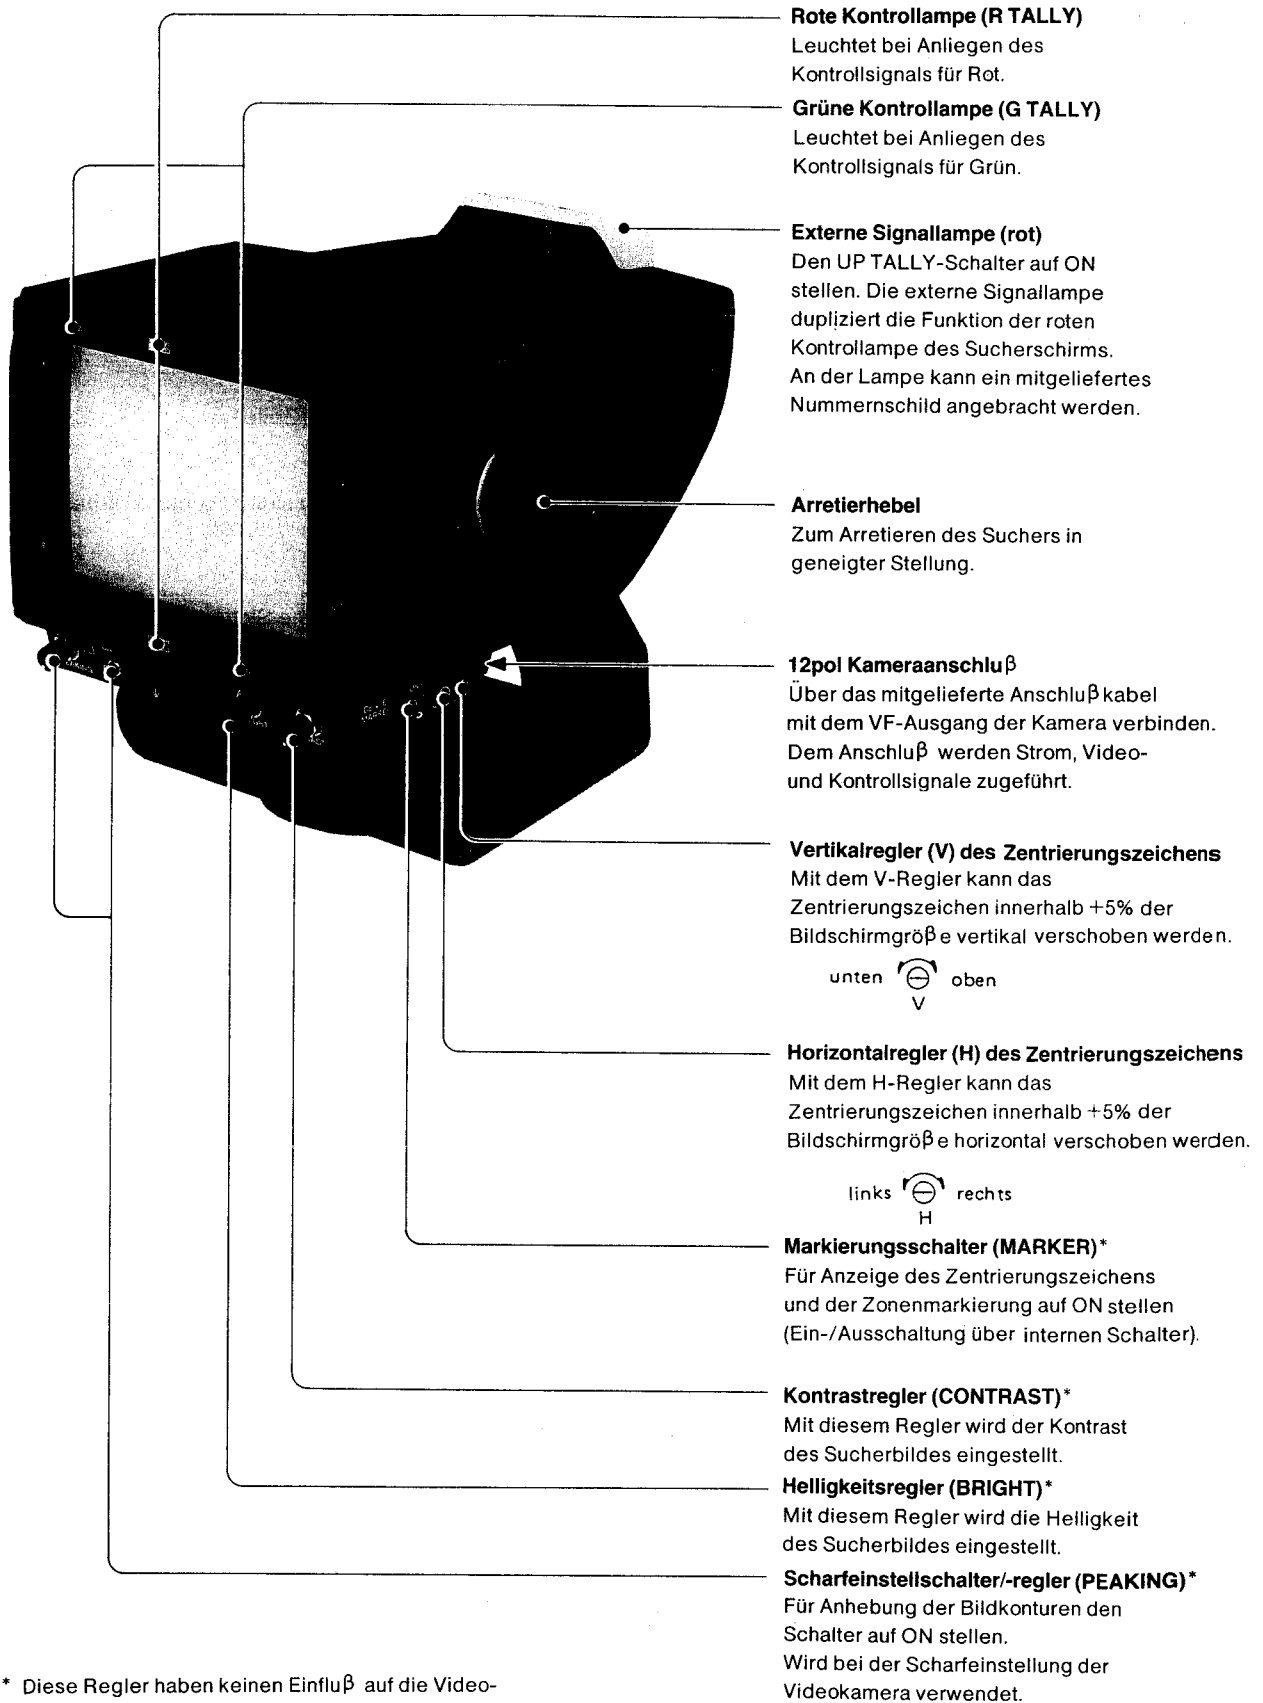 Rote Kontrollampe (R TALLY)
Leuchtet bei Anliegen des
Kontrollsignals für Rot.
Grüne Kontrollampe (G TALLY)
Leuchtet bei Anliegen des
Kontrollsignals für Grün.
Externe Signallampe (rot)
Den UP TALLY-Schalter auf ON
stellen. Die externe Signallampe
dupliziert die Funktion der roten
Kontrollampe des Sucherschirms.
An der Lampe kann ein mitgeliefertes
Nummernschild angebracht werden.
Arretierhebel
Zum Arretieren des Suchers in
geneigter Stellung.
12pol Kameraanschluβ
Über das mitgelieferte Anschluβkabel
mit dem VF-Ausgang der Kamera verbinden.
Dem Anschluβ werden Strom, Video-
und Kontrollsignale zugeführt.
Vertikalregler (V) des Zentrierungszeichens
Mit dem V-Regler kann das
Zentrierungszeichen innerhalb +5% der
Bildschirmgröβe vertikal verschoben werden.
unten oben
V
Horizontalregler (H) des Zentrierungszeichens
Mit dem H-Regler kann das
Zentrierungszeichen innerhalb +5% der
Bildschirmgröβe horizontal verschoben werden.
links rechts
H
Markierungsschalter (MARKER)*
Für Anzeige des Zentrierungszeichens
und der Zonenmarkierung auf ON stellen
(Ein-/Ausschaltung über internen Schalter).
Kontrastregler (CONTRAST)*
Mit diesem Regler wird der Kontrast
des Sucherbildes eingestellt.
Helligkeitsregler (BRIGHT)*
Mit diesem Regler wird die Helligkeit
des Sucherbildes eingestellt.
Scharfeinstellschalter/-regler (PEAKING)*
Für Anhebung der Bildkonturen den
Schalter auf ON stellen.
Wird bei der Scharfeinstellung der
Videokamera verwendet.
* Diese Regler haben keinen Einfluβ auf die Video-